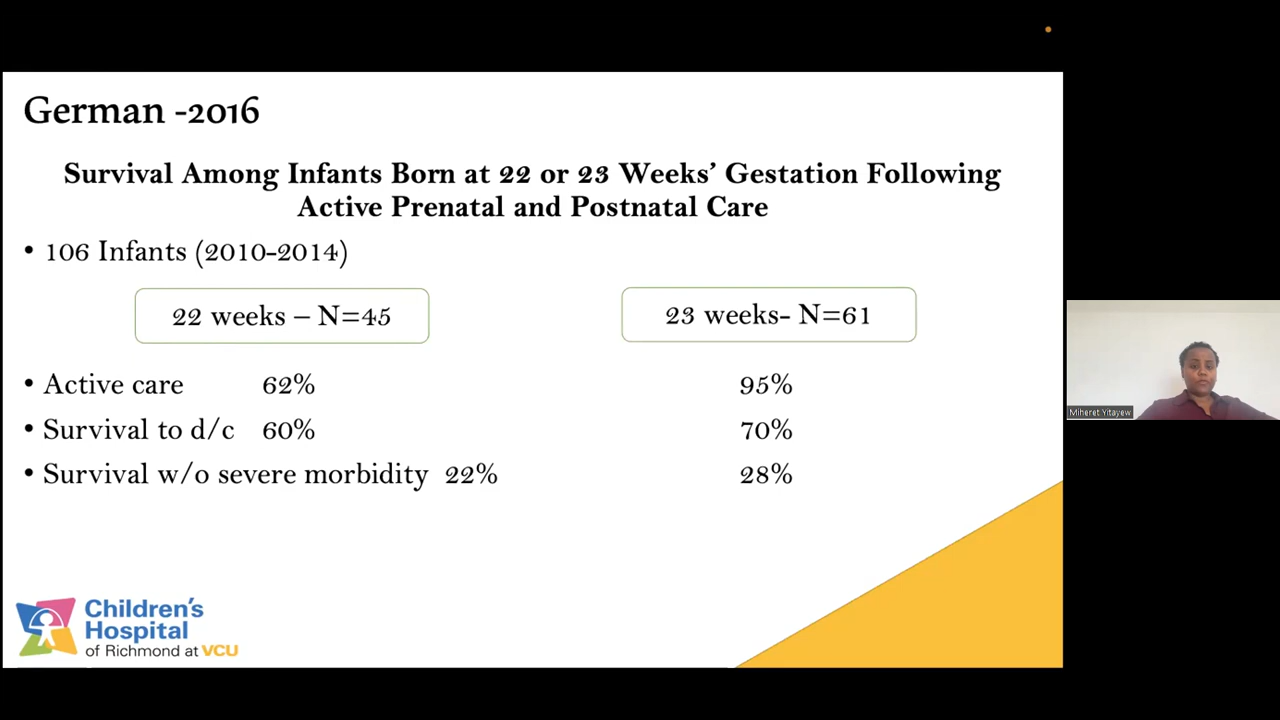 German -2016
Survival Among Infants Born at 22 or 23 Weeks' Gestation Following
Active Prenatal and Postnatal Care
• 106 Infants (2010-2014)
22 weeks – N=45
23 weeks- N=61
• Active care 62% 95%
• Survival to d/c 60% 70%
• Survival w/o severe morbidity 22% 28%
Miheret Yitayew
Children's
Hospital
of Richmond at VCU